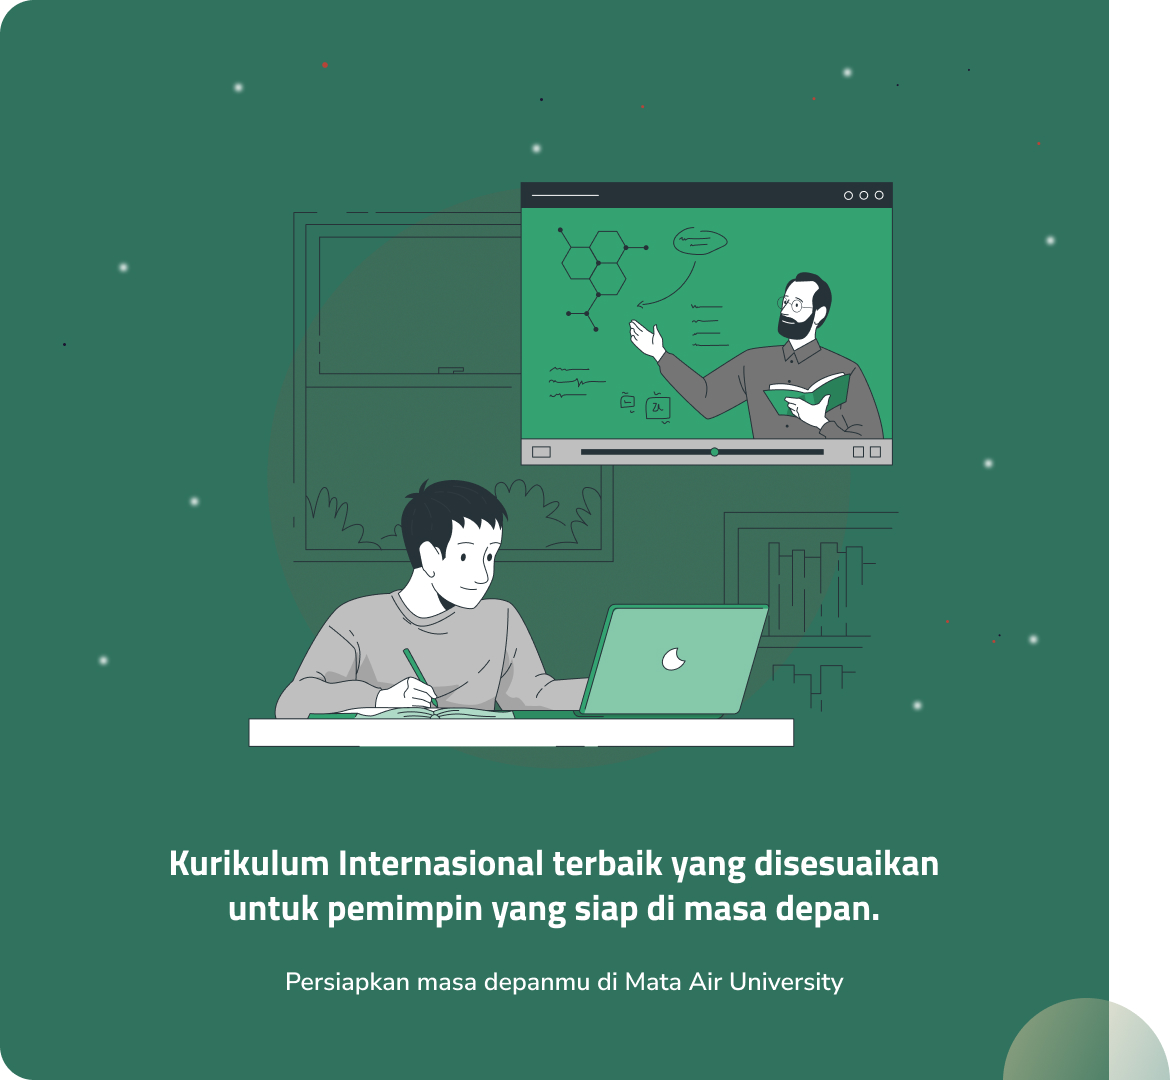 Kurikulum Internasional terbaik yang disesuaikan
untuk pemimpin yang siap di masa depan.
Persiapkan masa depanmu di Mata Air University